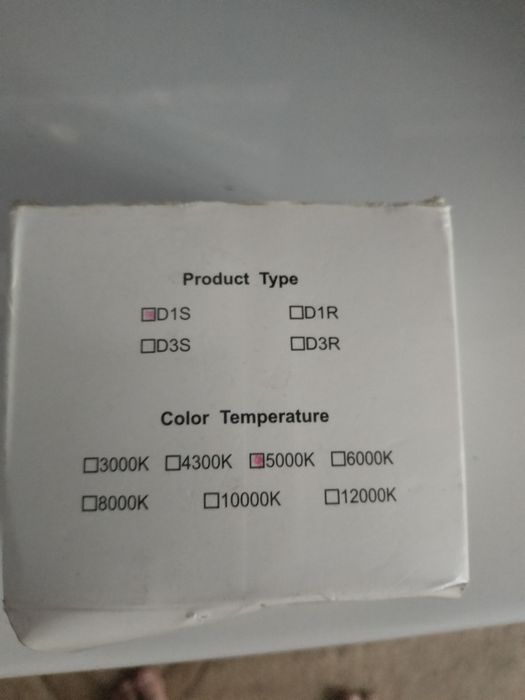 Product Type
D1S D1R
D3S D3R
Color Temperature
3000K 4300K 5000K 6000K
8000K 10000K 12000K